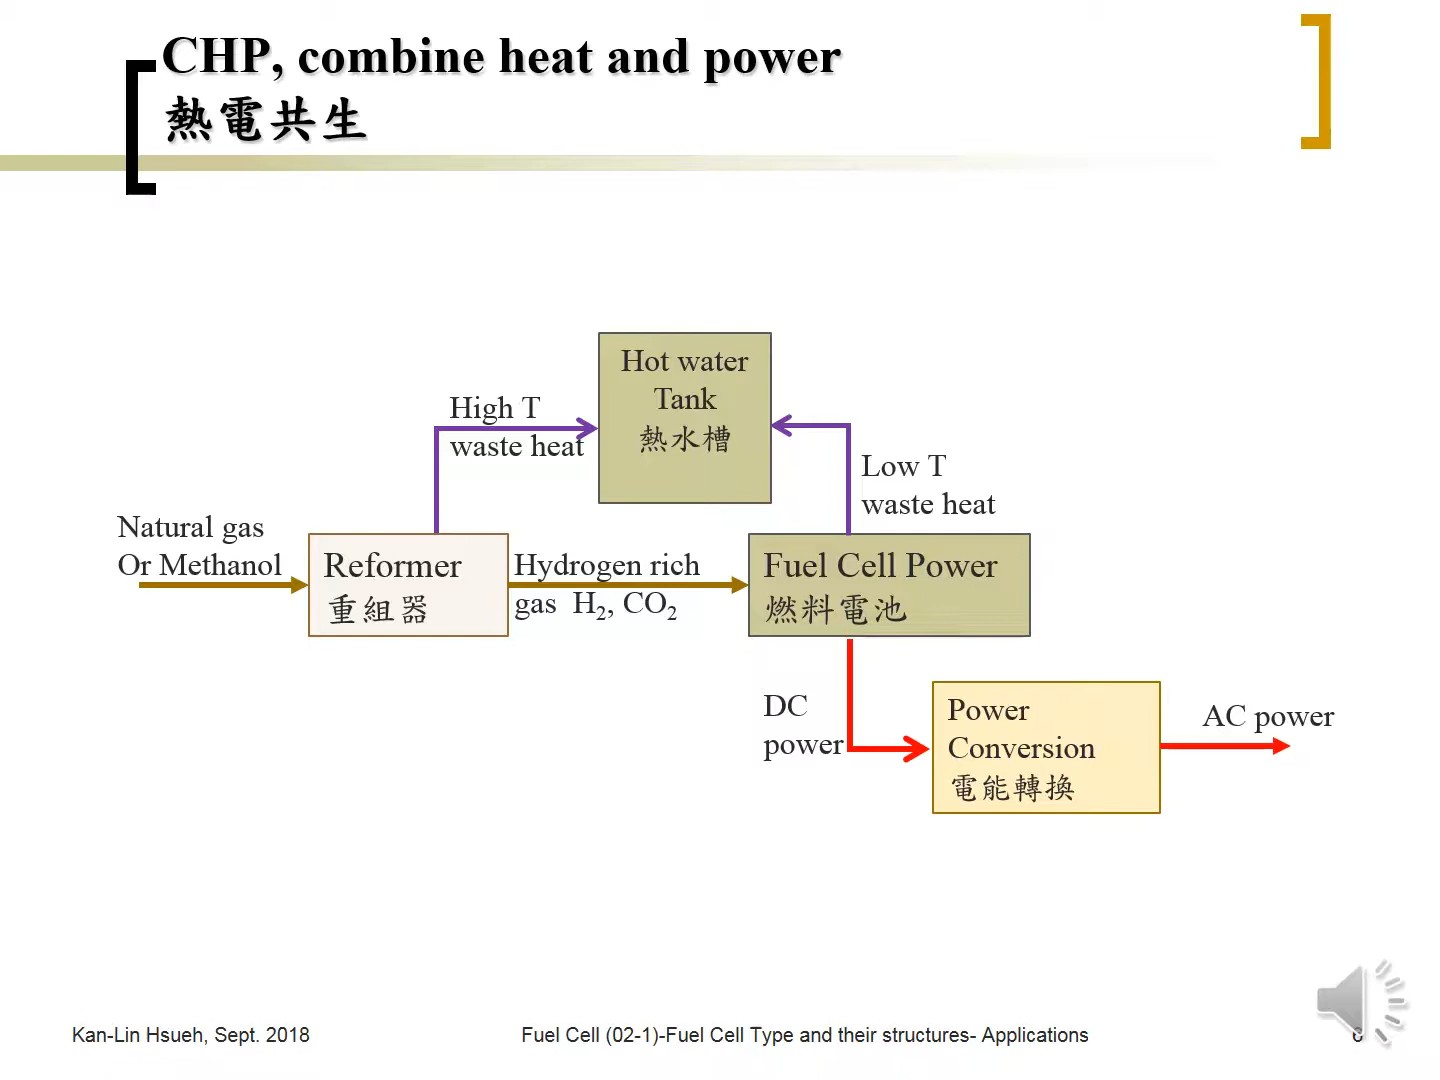 CHP, combine heat and power
熱電共生
Hot water
Tank
熱水槽
High T
waste heat
Low T
waste heat
Natural gas
Or Methanol
Reformer
重組器
Hydrogen rich
gas H₂, CO₂
Fuel Cell Power
燃料電池
DC
power
Power
Conversion
電能轉換
AC power
Kan-Lin Hsueh, Sept. 2018
Fuel Cell (02-1)-Fuel Cell Type and their structures- Applications
6